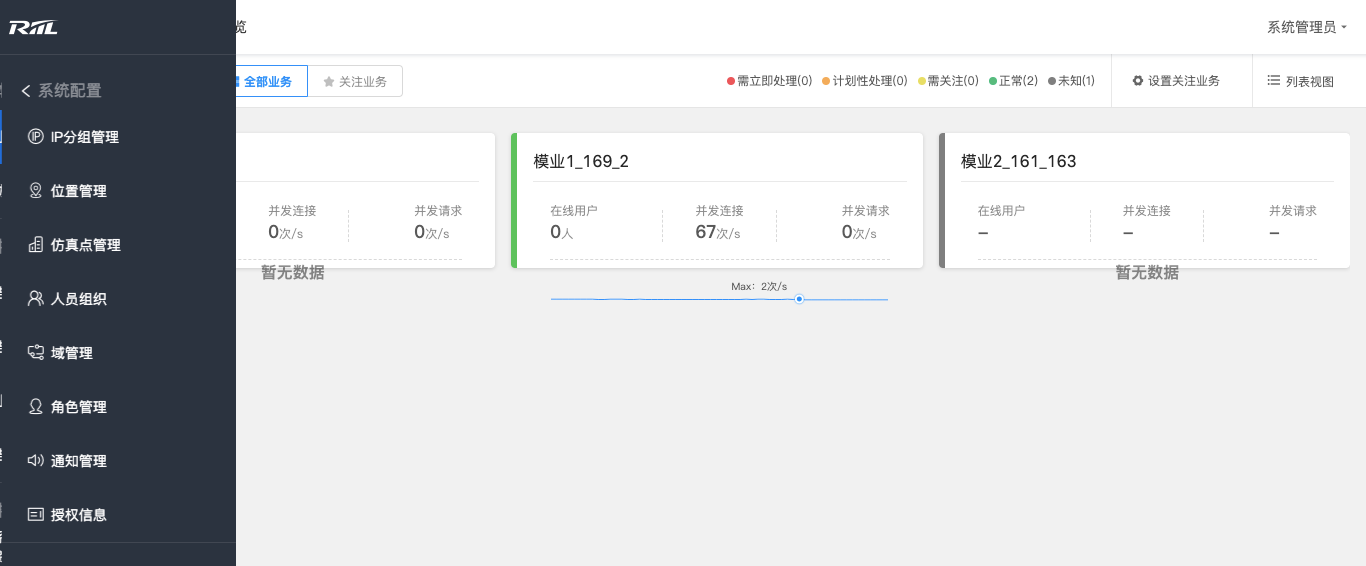 RIIL
览
系统管理员
系统配置
IP分组管理
位置管理
仿真点管理
人员组织
域管理
角色管理
通知管理
授权信息
全部业务
关注业务
需立即处理(0)
计划性处理(0)
需关注(0)
正常(2)
未知(1)
设置关注业务
列表视图
并发连接
0次/s
并发请求
0次/s
暂无数据
模业1_169_2
在线用户
0人
并发连接
67次/s
并发请求
0次/s
Max：2次/s
模业2_161_163
在线用户
–
并发连接
–
并发请求
–
暂无数据